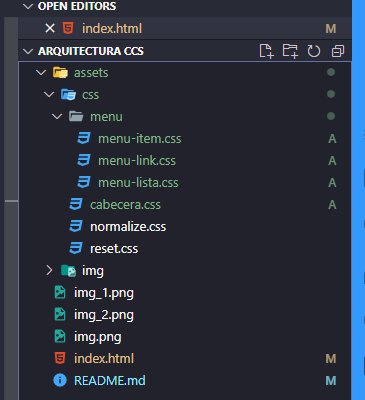 OPEN EDITORS
index.html M
ARQUITECTURA CCS
assets
css
menu
menu-item.css A
menu-link.css A
menu-lista.css A
cabecera.css A
normalize.css
reset.css
img
img_1.png
img_2.png
img.png
index.html M
README.md M